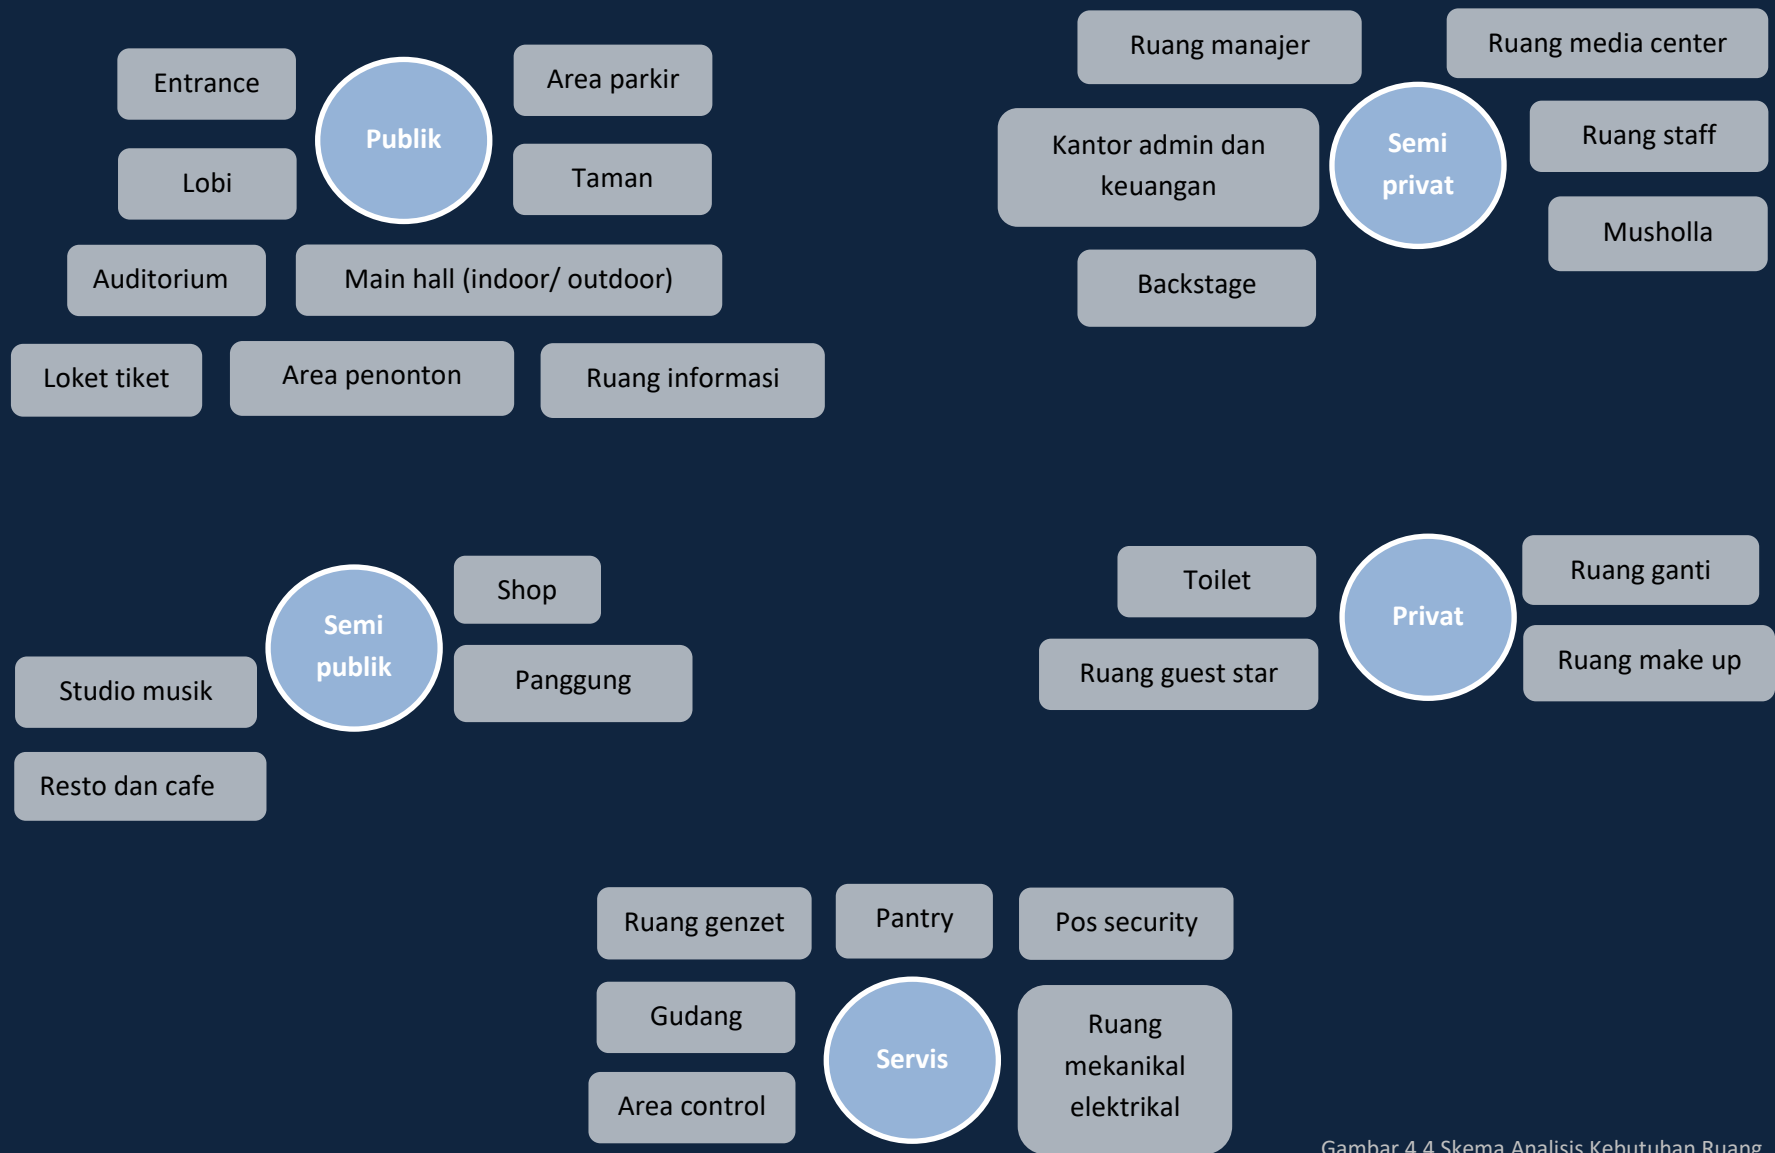 Entrance
Publik
Area parkir
Lobi
Taman
Auditorium
Main hall (indoor/ outdoor)
Loket tiket
Area penonton
Ruang informasi
Ruang manajer
Ruang media center
Kantor admin dan
keuangan
Semi
privat
Ruang staff
Musholla
Backstage
Semi
publik
Shop
Panggung
Studio musik
Resto dan cafe
Toilet
Privat
Ruang ganti
Ruang guest star
Ruang make up
Ruang genzet
Pantry
Pos security
Gudang
Servis
Ruang
mekanikal
elektrikal
Area control
Gambar 4.4 Skema Analisis Kebutuhan Ruang